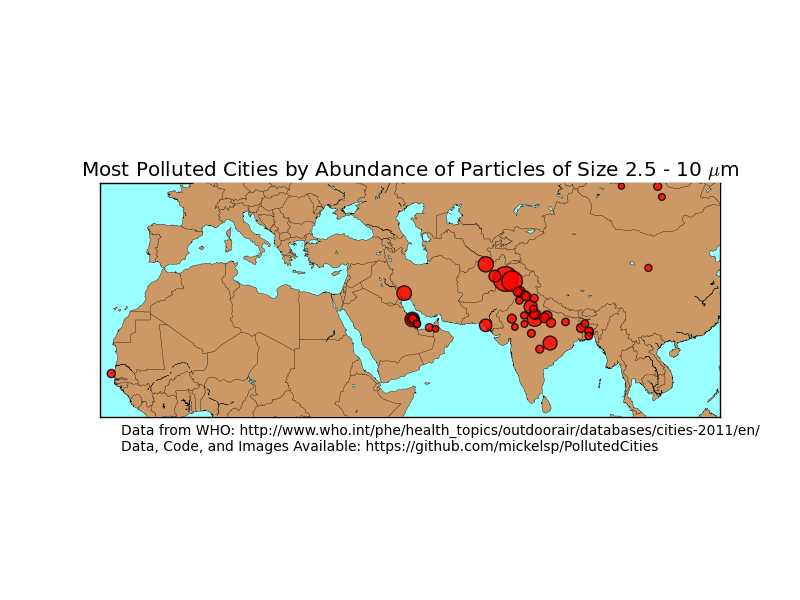 Most Polluted Cities by Abundance of Particles of Size 2.5 - 10 μm
Data from WHO: http://www.who.int/phe/health_topics/outdoorair/databases/cities-2011/en/
Data, Code, and Images Available: https://github.com/mickelsp/PollutedCities